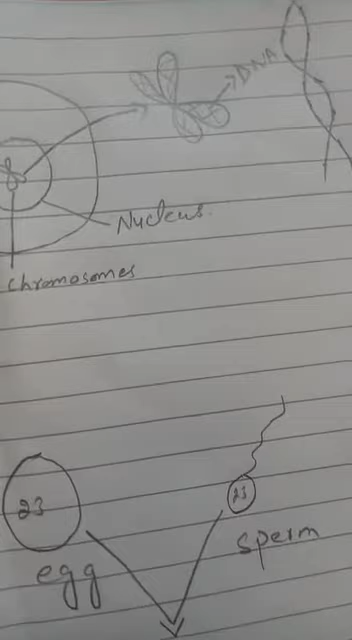 DNA
Nucleus.
Chromosomes
23
23
egg
sperm